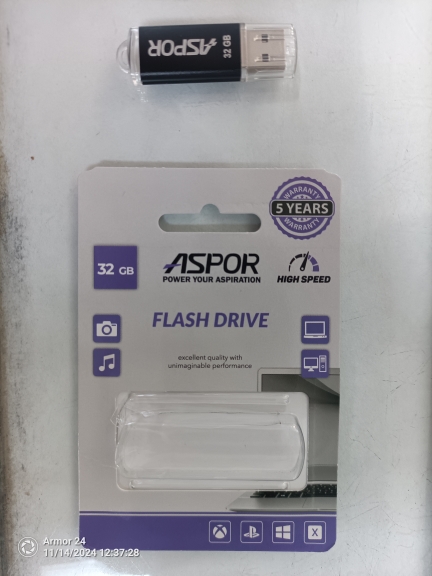 ASPOR
32 GB
WARRANTY
5 YEARS
WARRANTY
32 GB
ASPOR
POWER YOUR ASPIRATION
HIGH SPEED
FLASH DRIVE
excellent quality with
unimaginable performance
X
Armor 24
11/14/2024 12:37:28